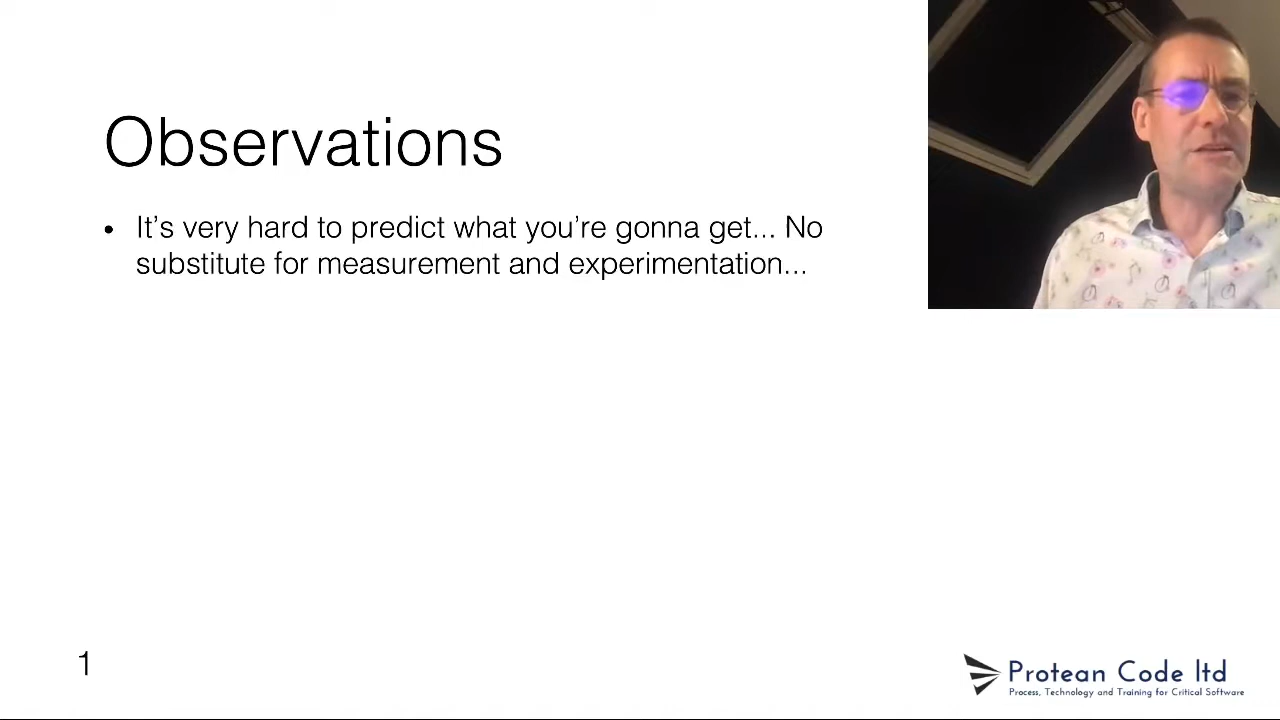 Observations
• It’s very hard to predict what you’re gonna get... No
substitute for measurement and experimentation...
1
Protean Code ltd
Process, Technology and Training for Critical Software